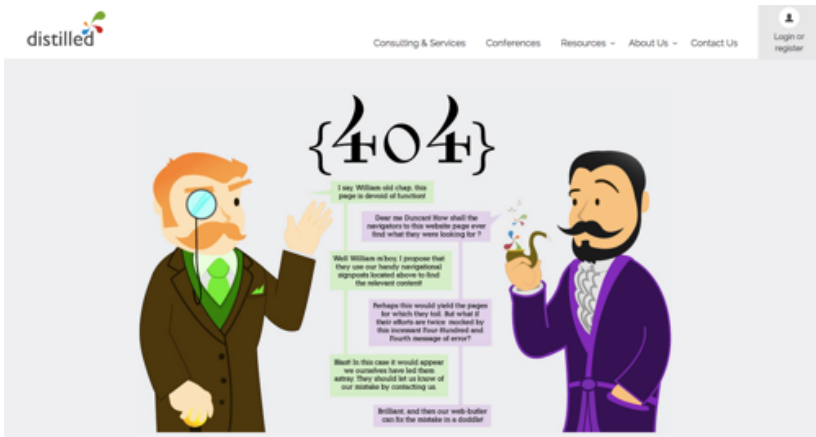 distilled
Consulting & Services Conferences Resources About Us Contact Us
Login or
register
{404}
I say, William old chap, this
page is devoid of function!
Dear me Duncan! How shall the
navigators to this website page ever
find what they were looking for ?
Well William m'boy, I propose that
they use our handy navigational
signposts located above to find
the relevant content!
Perhaps this would yield the pages
for which they toil. But what if
their efforts are twice mocked by
this incessant Four Hundred and
Fourth message of error?
Blast! In this case it would appear
we ourselves have led them
astray. They should let us know of
our mistake by contacting us.
Brilliant, and then our web-butler
can fix the mistake in a doddle!